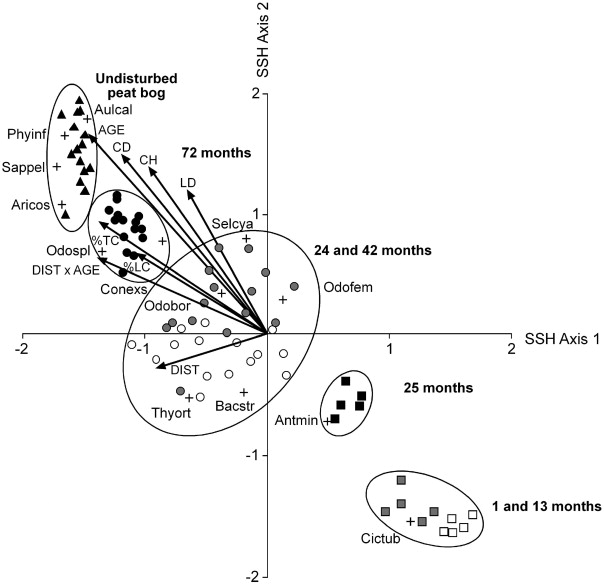 SSH Axis 2
2
Undisturbed
peat bog
Aulcal
Phyinf
AGE
CD
CH
72 months
Sappel
LD
Aricos
1
Selcya
%TC
Odospl
24 and 42 months
%LC
DIST x AGE
Conexs
Odofem
Odobor
SSH Axis 1
-2
-1
1
2
DIST
25 months
Thyort
Bacstr
Antmin
-1
1 and 13 months
Cictub
-2